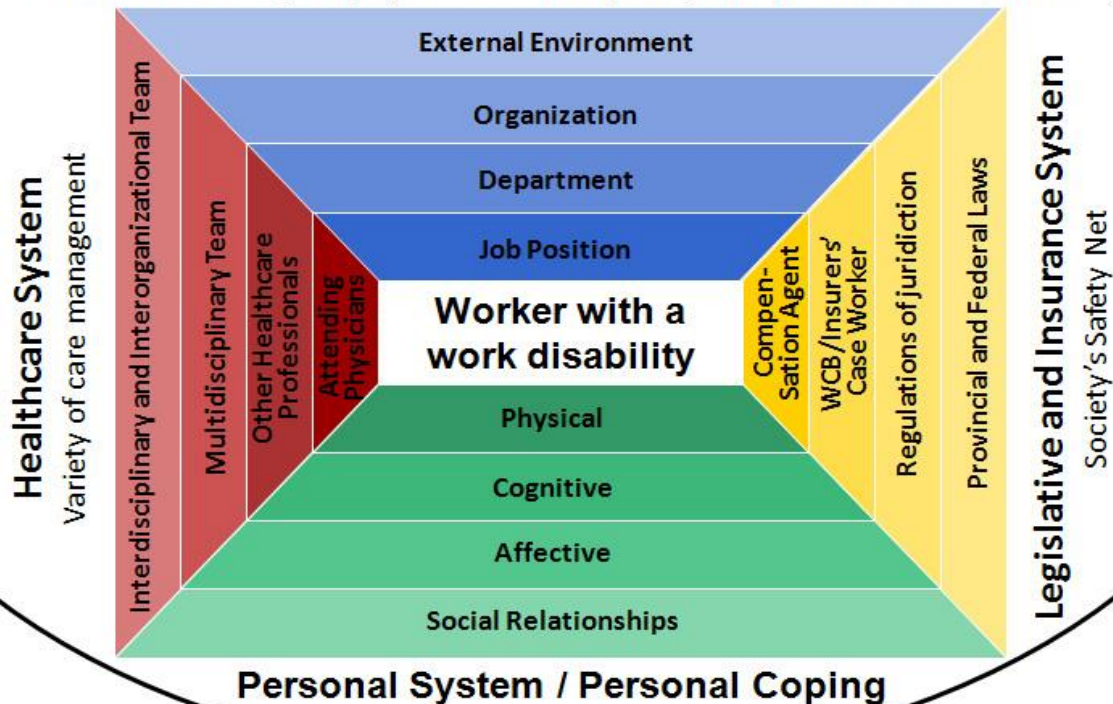 External Environment
Organization
Department
Job Position
Healthcare System
Variety of care management
Interdisciplinary and Interorganizational Team
Multidisciplinary Team
Other Healthcare
Professionals
Attending
Physicians
Worker with a
work disability
Compen-
Sation Agent
WCB/Insurers'
Case Worker
Regulations of juridiction
Provincial and Federal Laws
Legislative and Insurance System
Society's Safety Net
Physical
Cognitive
Affective
Social Relationships
Personal System / Personal Coping